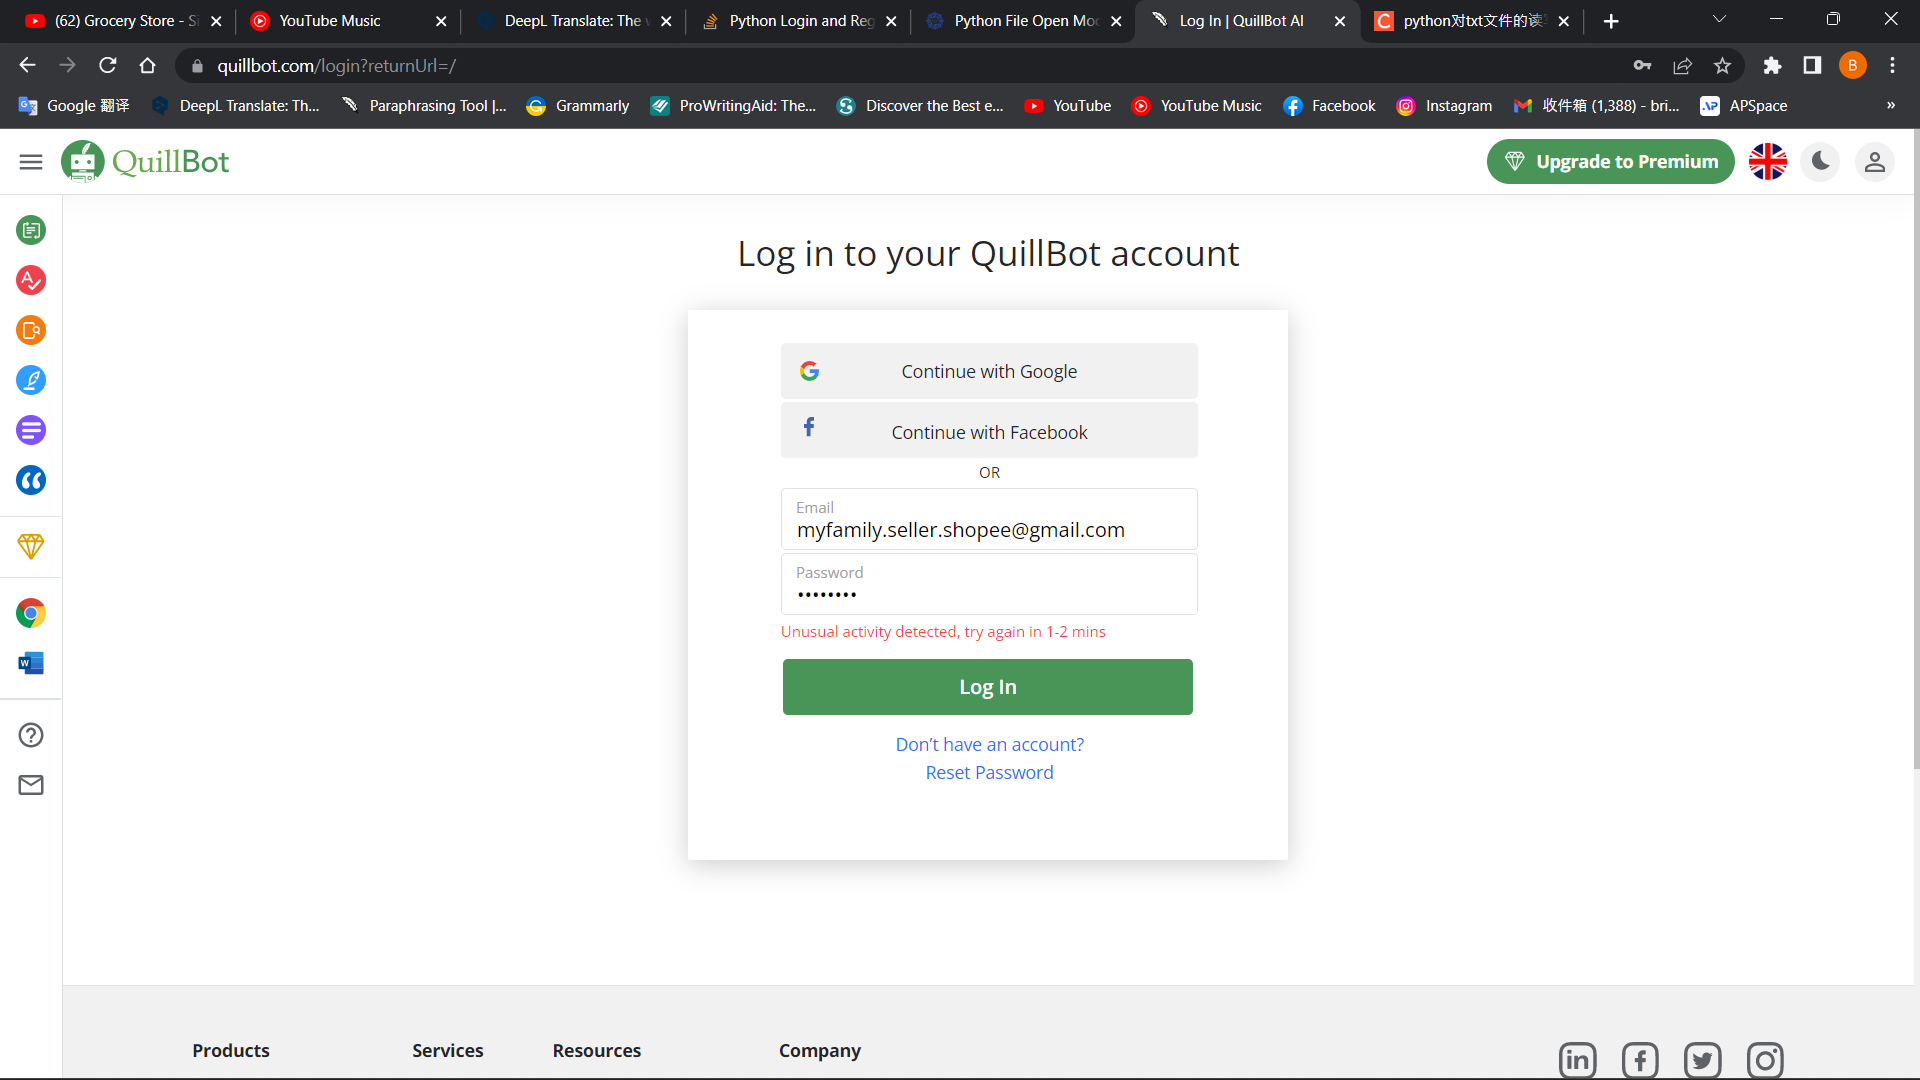 (62) Grocery Store - Si
YouTube Music
DeepL Translate: The w
Python Login and Reg
Python File Open Mod
Log In | QuillBot AI
python对txt文件的读写
quillbot.com/login?returnUrl=/
B
Google 翻译
DeepL Translate: Th...
Paraphrasing Tool |...
Grammarly
ProWritingAid: The...
Discover the Best e...
YouTube
YouTube Music
Facebook
Instagram
收件箱 (1,388) - bri...
APSpace
»
QuillBot
Upgrade to Premium
Log in to your QuillBot account
Continue with Google
Continue with Facebook
OR
Email
myfamily.seller.shopee@gmail.com
Password
••••••••
Unusual activity detected, try again in 1-2 mins
Log In
Don’t have an account?
Reset Password
Products
Services
Resources
Company